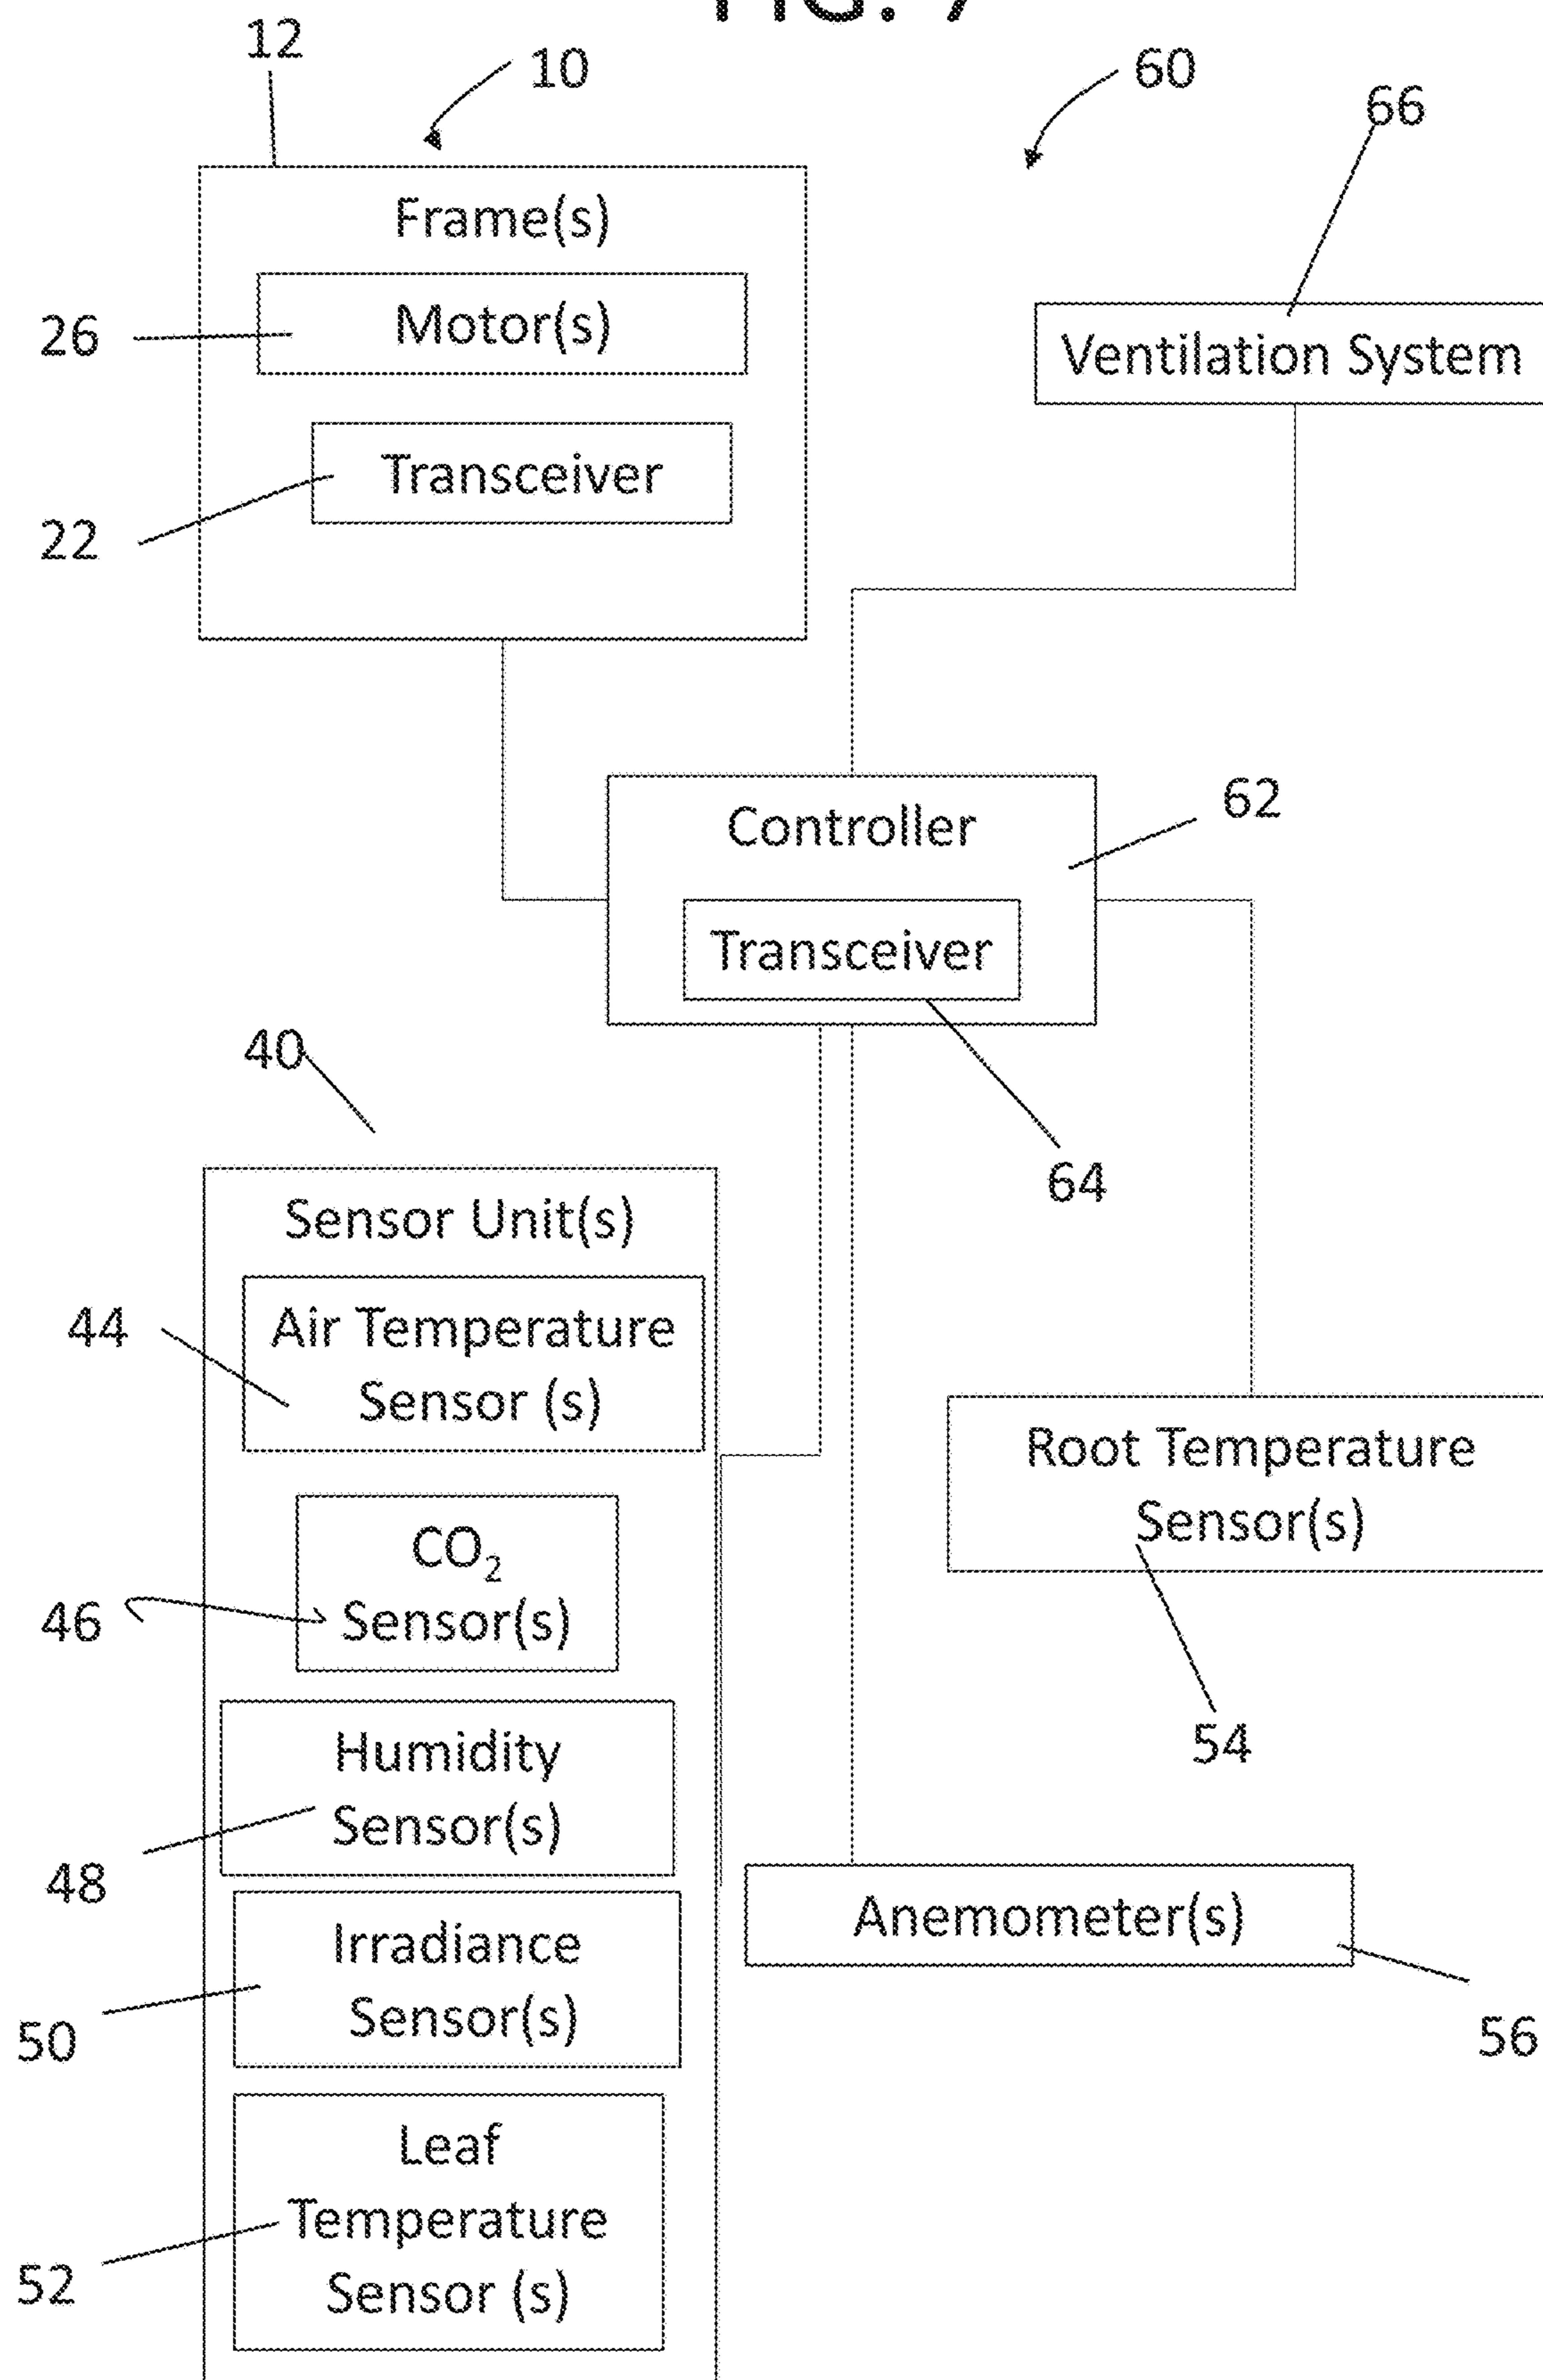 FIG. 7
12
10
60
66
Frame(s)
26
Motor(s)
Ventilation System
Transceiver
22
Controller
62
Transceiver
40
64
Sensor Unit(s)
44
Air Temperature
Sensor (s)
Root Temperature
Sensor(s)
CO₂
46
Sensor(s)
54
Humidity
Sensor(s)
48
Anemometer(s)
Irradiance
Sensor(s)
50
56
Leaf
Temperature
52
Sensor (s)